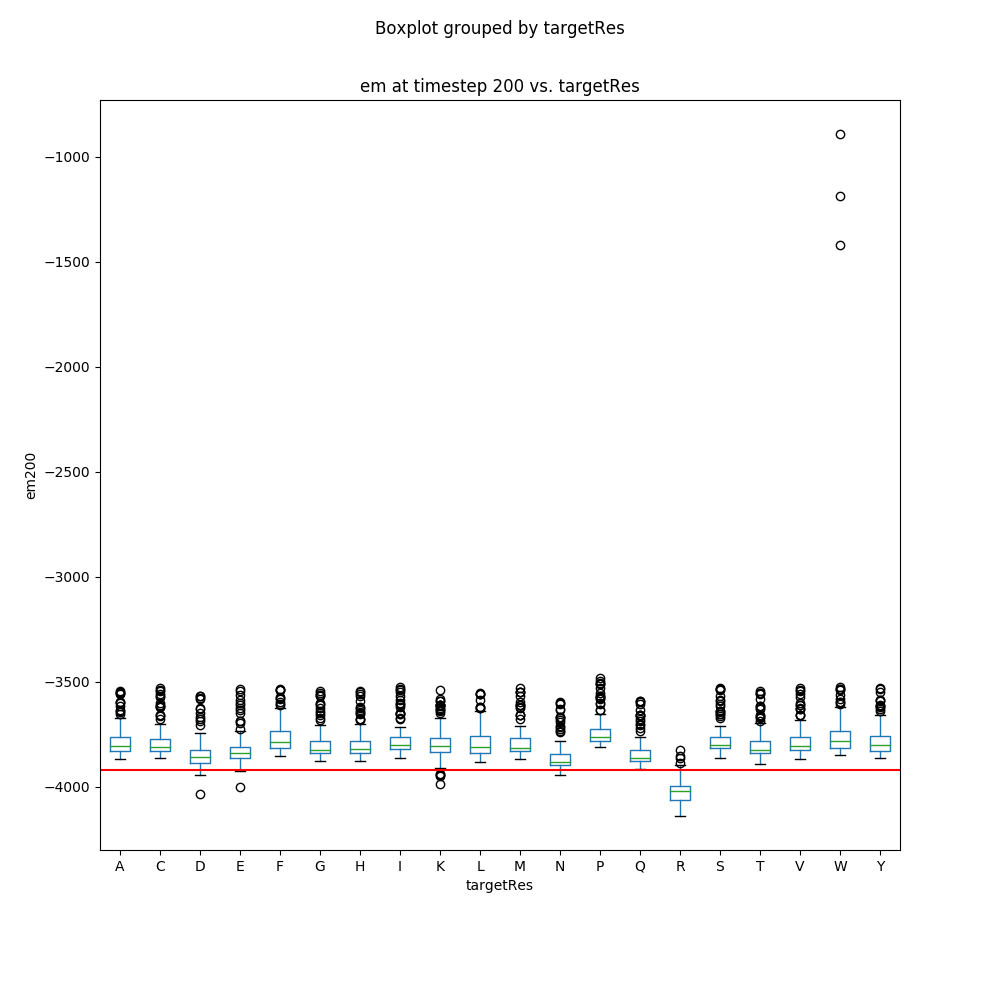 Boxplot grouped by targetRes
em at timestep 200 vs. targetRes
−1000
−1500
−2000
−2500
−3000
−3500
−4000
em200
A C D E F G H I K L M N P Q R S T V W Y
targetRes